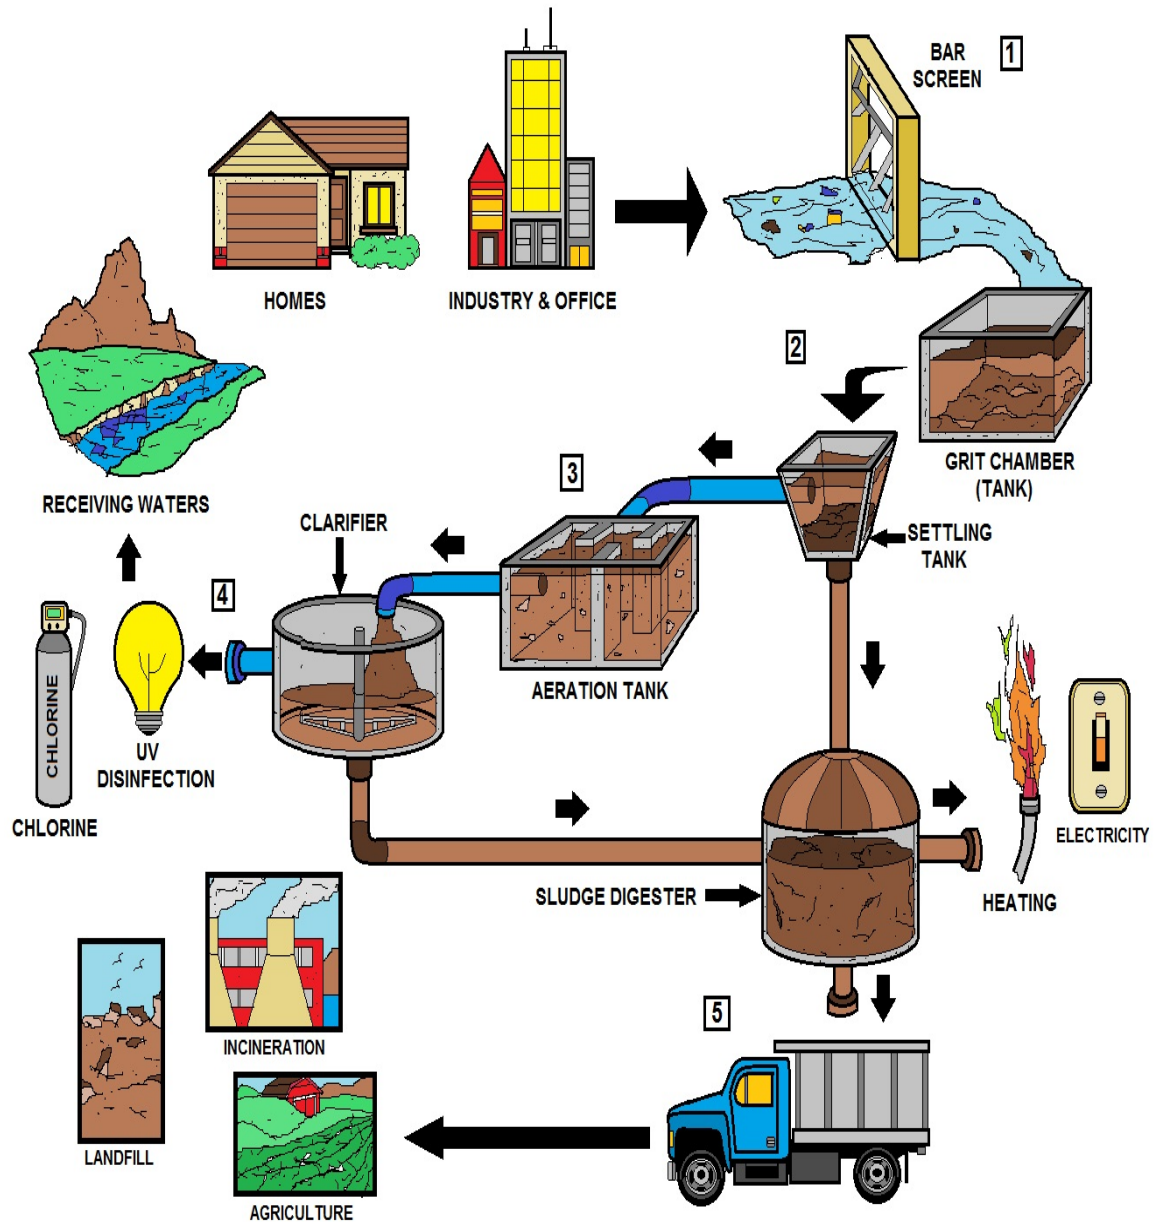 BAR
SCREEN
1
HOMES
INDUSTRY & OFFICE
2
GRIT CHAMBER
(TANK)
SETTLING
TANK
3
RECEIVING WATERS
CLARIFIER
AERATION TANK
4
CHLORINE
UV
DISINFECTION
CHLORINE
ELECTRICITY
HEATING
SLUDGE DIGESTER
5
INCINERATION
LANDFILL
AGRICULTURE